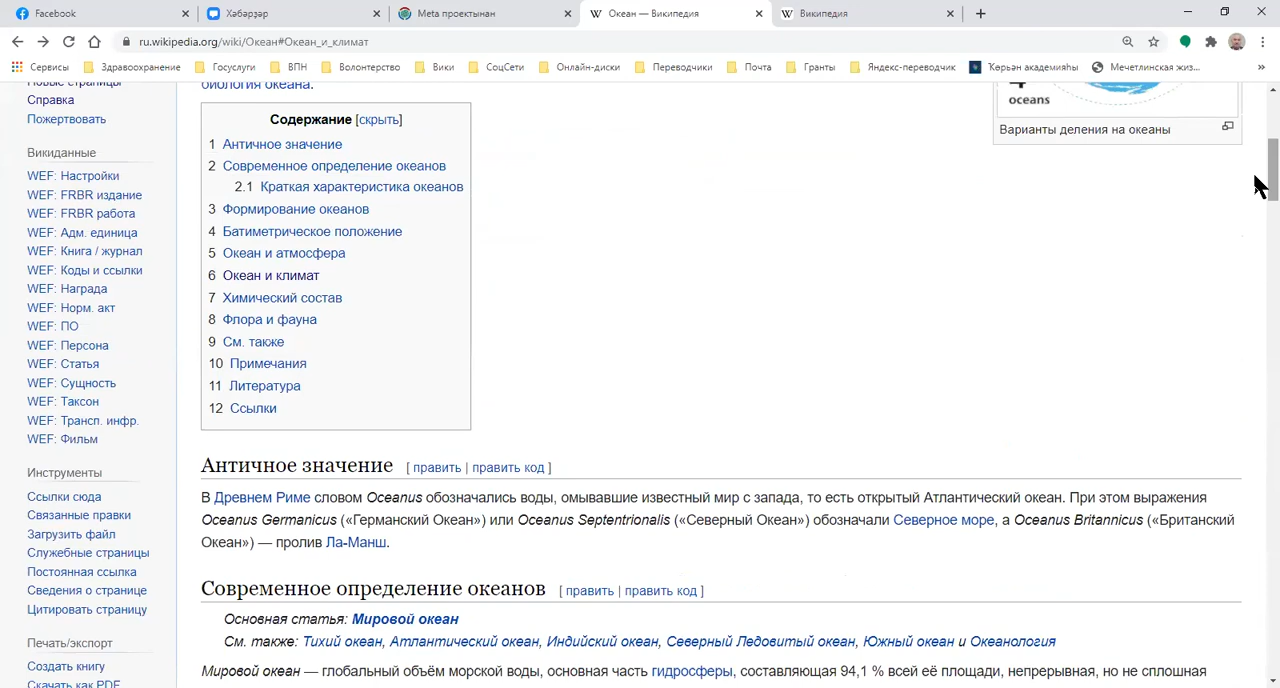 Facebook
Хәбәрҙәр
Meta проектынан
Океан — Википедия
Википедия
ru.wikipedia.org/wiki/Океан#Океан_и_климат
Сервисы Здравоохранение Госуслуги ВПН Волонтерство Вики СоцСети Онлайн-диски Переводчики Почта Гранты Яндекс-переводчик Ҡөрьән академияһы Мечетлинская жиз...
Новые страницы
Справка
Пожертвовать
Викиданные
WEF: Настройки
WEF: FRBR издание
WEF: FRBR работа
WEF: Адм. единица
WEF: Книга / журнал
WEF: Коды и ссылки
WEF: Награда
WEF: Норм. акт
WEF: ПО
WEF: Персона
WEF: Статья
WEF: Сущность
WEF: Таксон
WEF: Трансп. инфр.
WEF: Фильм
Инструменты
Ссылки сюда
Связанные правки
Загрузить файл
Служебные страницы
Постоянная ссылка
Сведения о странице
Цитировать страницу
Печать/экспорт
Создать книгу
Скачать как PDF
биология океана.
Содержание [скрыть]
1 Античное значение
2 Современное определение океанов
2.1 Краткая характеристика океанов
3 Формирование океанов
4 Батиметрическое положение
5 Океан и атмосфера
6 Океан и климат
7 Химический состав
8 Флора и фауна
9 См. также
10 Примечания
11 Литература
12 Ссылки
4
oceans
Варианты деления на океаны
Античное значение [ править | править код ]
В Древнем Риме словом Oceanus обозначались воды, омывавшие известный мир с запада, то есть открытый Атлантический океан. При этом выражения
Oceanus Germanicus («Германский Океан») или Oceanus Septentrionalis («Северный Океан») обозначали Северное море, а Oceanus Britannicus («Британский
Океан») — пролив Ла-Манш.
Современное определение океанов [ править | править код ]
Основная статья: Мировой океан
См. также: Тихий океан, Атлантический океан, Индийский океан, Северный Ледовитый океан, Южный океан и Океанология
Мировой океан — глобальный объём морской воды, основная часть гидросферы, составляющая 94,1 % всей её площади, непрерывная, но не сплошная